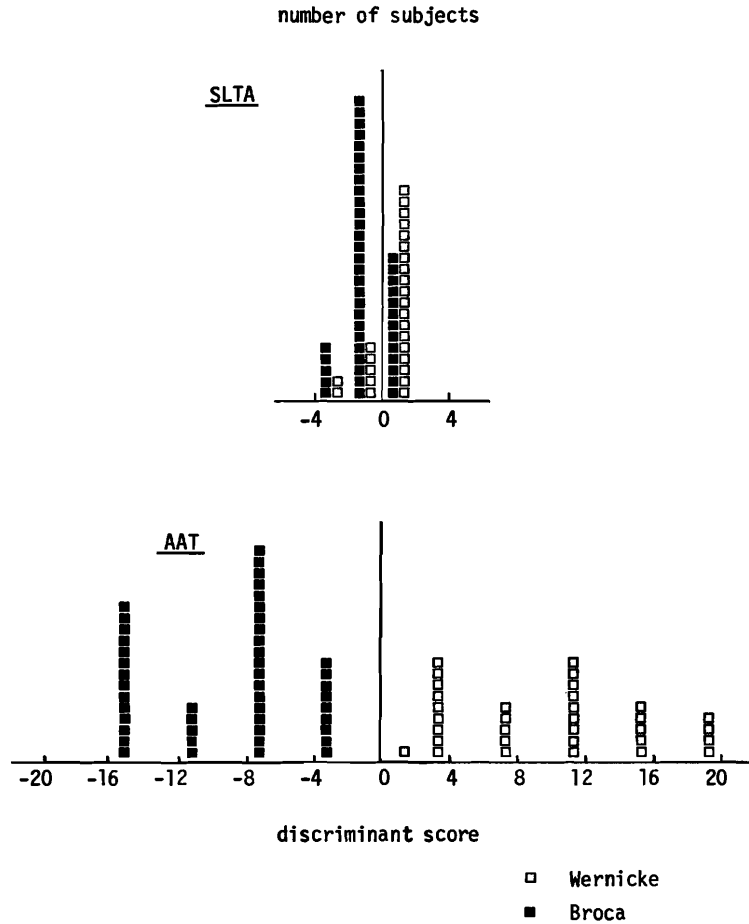 number of subjects
SLTA
-4 0 4
AAT
-20 -16 -12 -8 -4 0 4 8 12 16 20
discriminant score
Wernicke
Broca